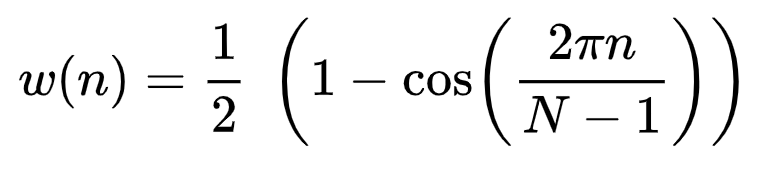 w(n) = 1/2 (1 − cos(2πn/(N − 1)))